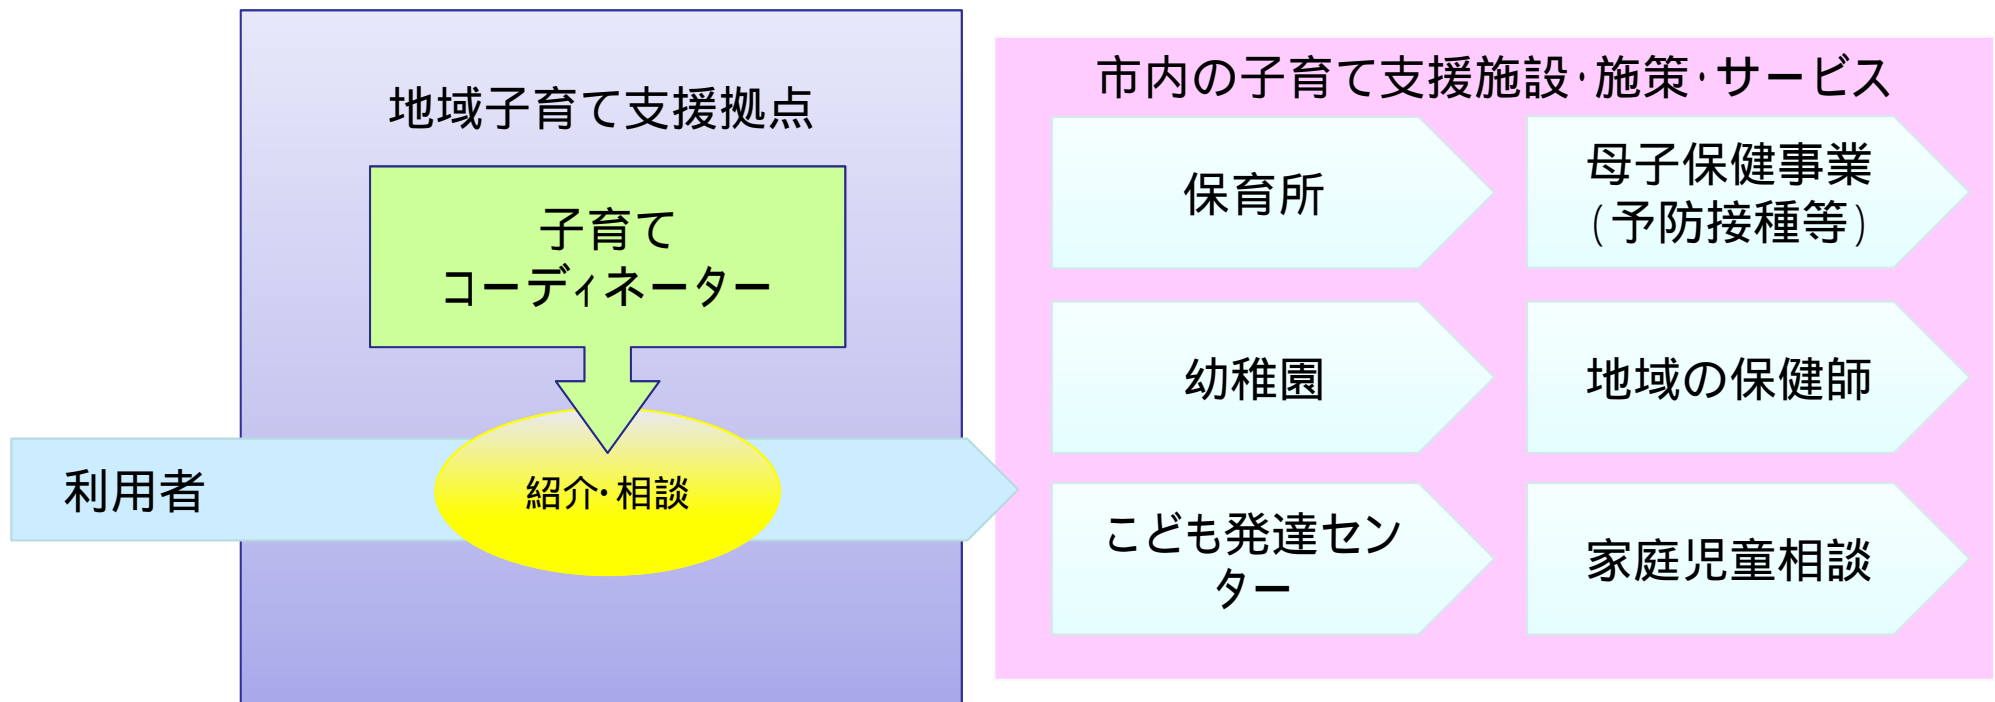 地域子育て支援拠点
子育て
コーディネーター
利用者
紹介・相談
市内の子育て支援施設・施策・サービス
保育所
母子保健事業
(予防接種等)
幼稚園
地域の保健師
こども発達セン
ター
家庭児童相談